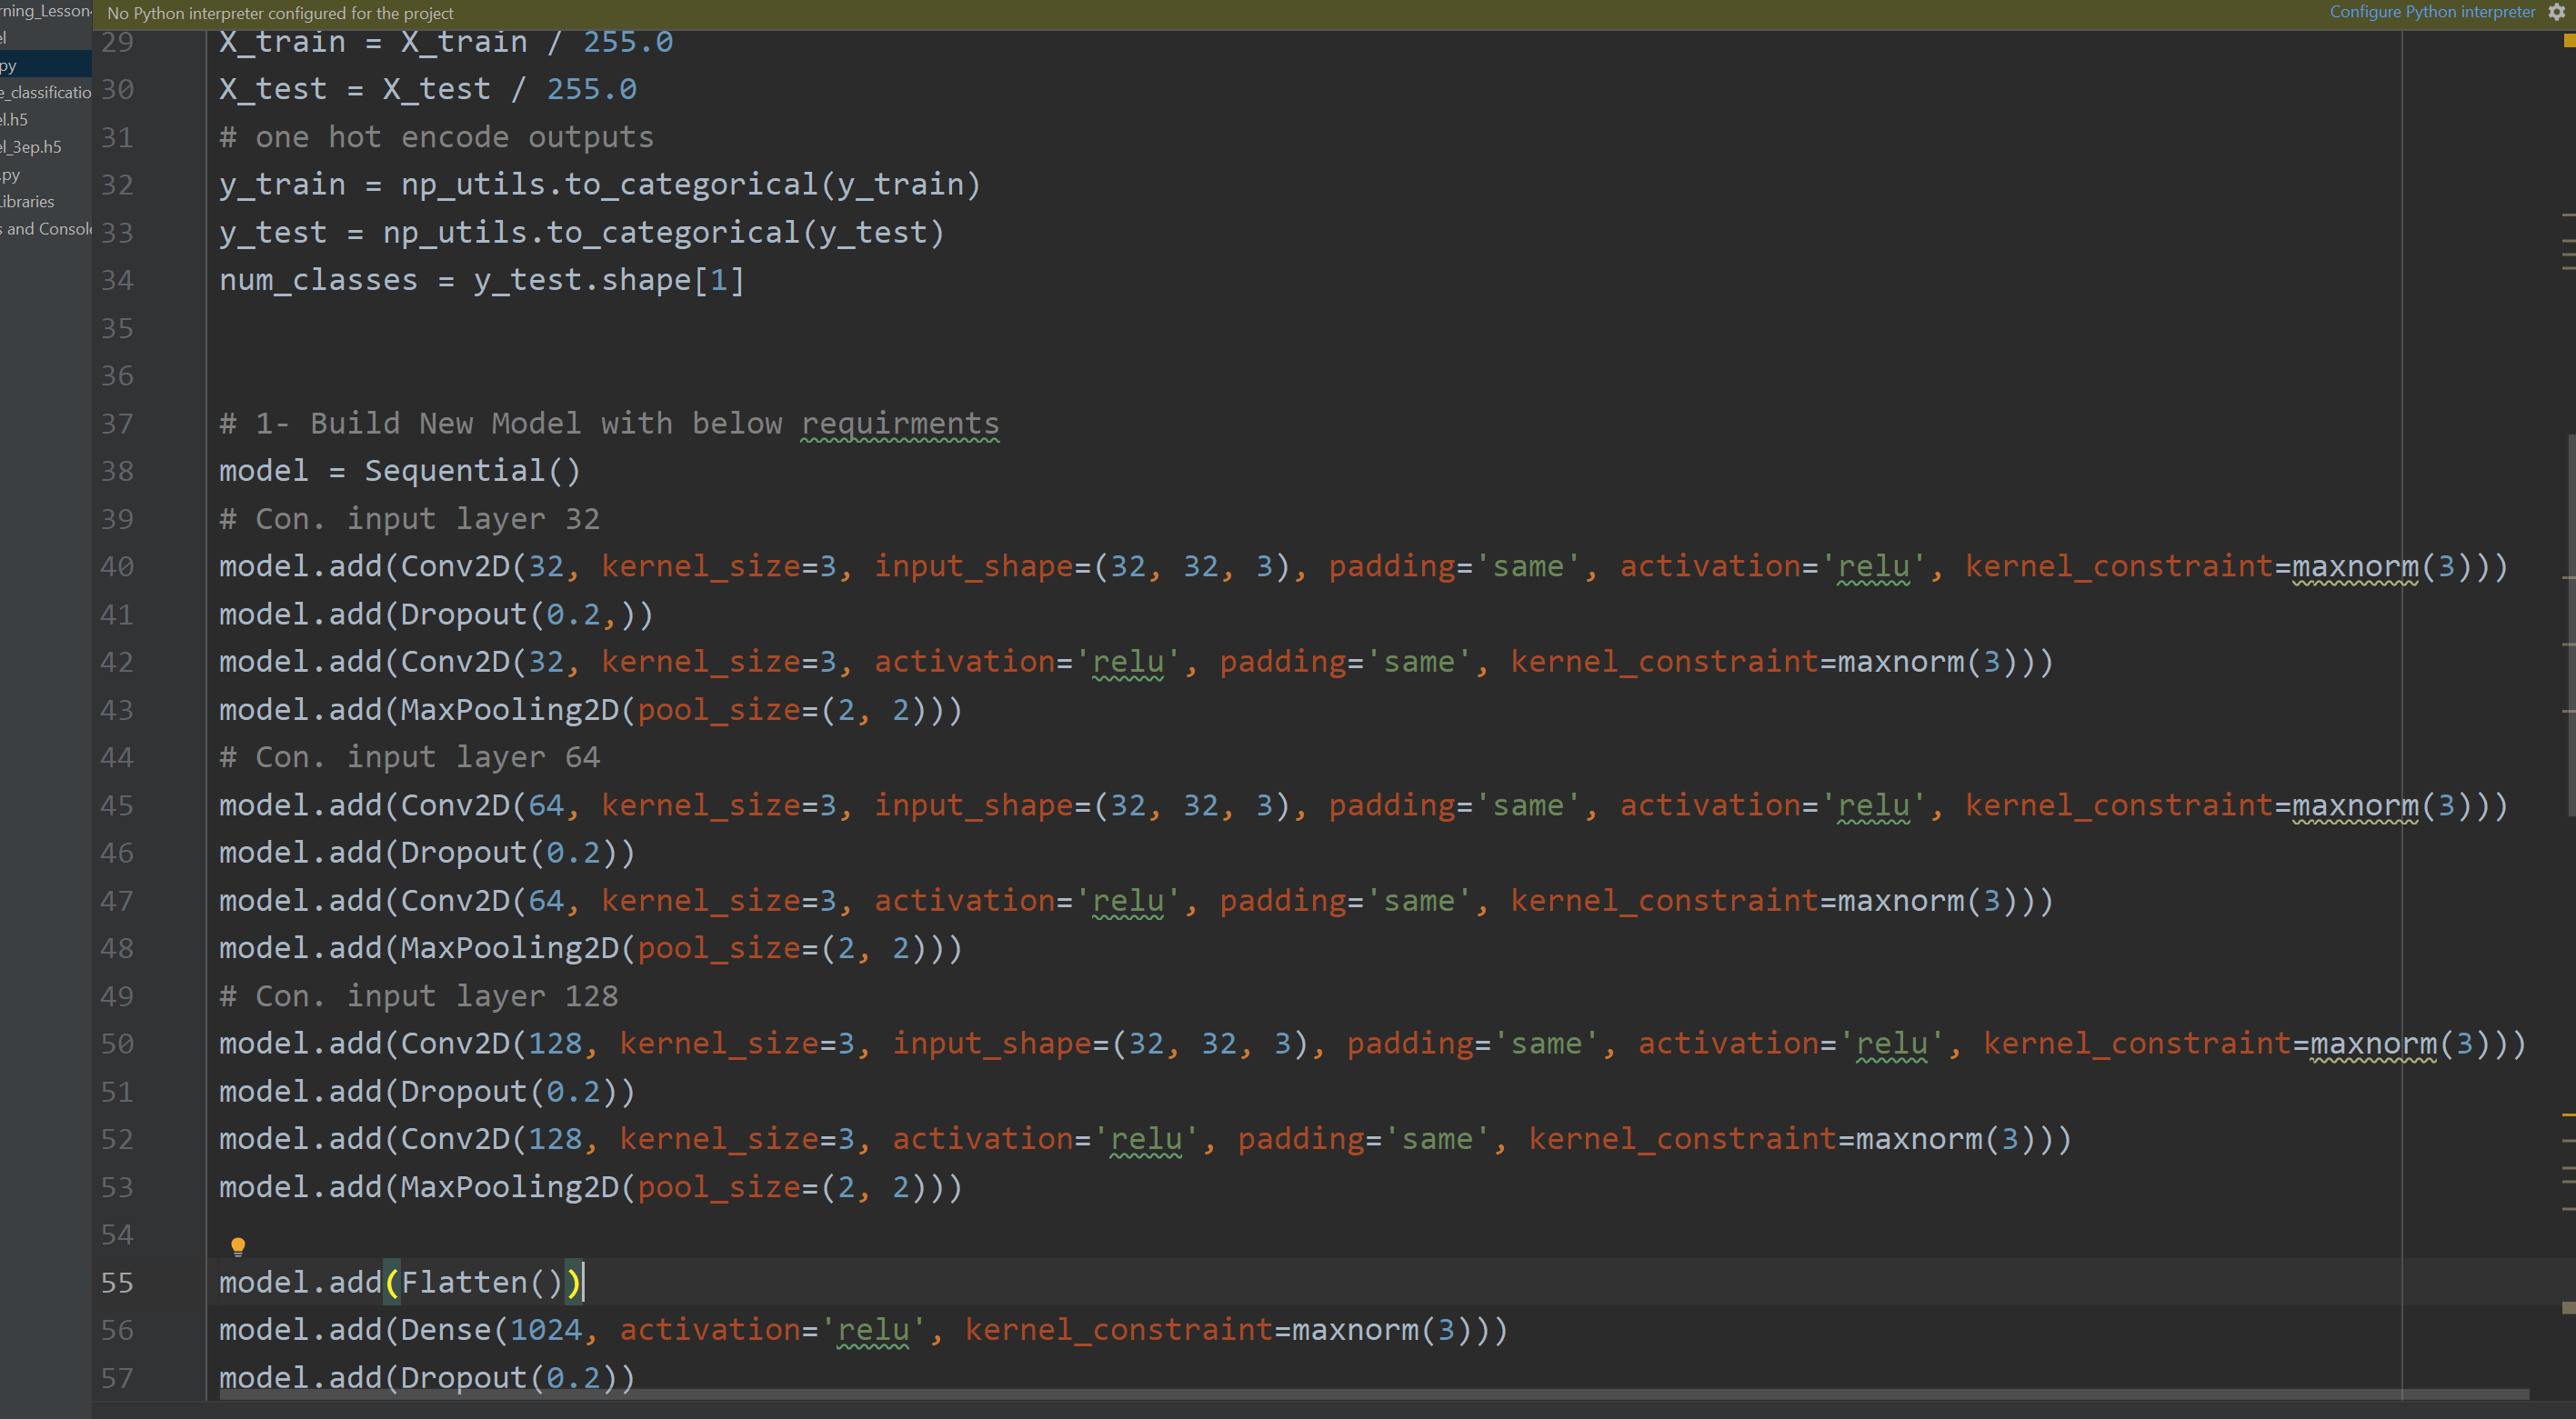 No Python interpreter configured for the project
Configure Python interpreter
rning_Lesson
el
py
e_classificatio
el.h5
el_3ep.h5
.py
Libraries
s and Console
29 X_train = X_train / 255.0
30 X_test = X_test / 255.0
31 # one hot encode outputs
32 y_train = np_utils.to_categorical(y_train)
33 y_test = np_utils.to_categorical(y_test)
34 num_classes = y_test.shape[1]
35
36
37 # 1- Build New Model with below requirments
38 model = Sequential()
39 # Con. input layer 32
40 model.add(Conv2D(32, kernel_size=3, input_shape=(32, 32, 3), padding='same', activation='relu', kernel_constraint=maxnorm(3)))
41 model.add(Dropout(0.2,))
42 model.add(Conv2D(32, kernel_size=3, activation='relu', padding='same', kernel_constraint=maxnorm(3)))
43 model.add(MaxPooling2D(pool_size=(2, 2)))
44 # Con. input layer 64
45 model.add(Conv2D(64, kernel_size=3, input_shape=(32, 32, 3), padding='same', activation='relu', kernel_constraint=maxnorm(3)))
46 model.add(Dropout(0.2))
47 model.add(Conv2D(64, kernel_size=3, activation='relu', padding='same', kernel_constraint=maxnorm(3)))
48 model.add(MaxPooling2D(pool_size=(2, 2)))
49 # Con. input layer 128
50 model.add(Conv2D(128, kernel_size=3, input_shape=(32, 32, 3), padding='same', activation='relu', kernel_constraint=maxnorm(3)))
51 model.add(Dropout(0.2))
52 model.add(Conv2D(128, kernel_size=3, activation='relu', padding='same', kernel_constraint=maxnorm(3)))
53 model.add(MaxPooling2D(pool_size=(2, 2)))
54
55 model.add(Flatten())
56 model.add(Dense(1024, activation='relu', kernel_constraint=maxnorm(3)))
57 model.add(Dropout(0.2))